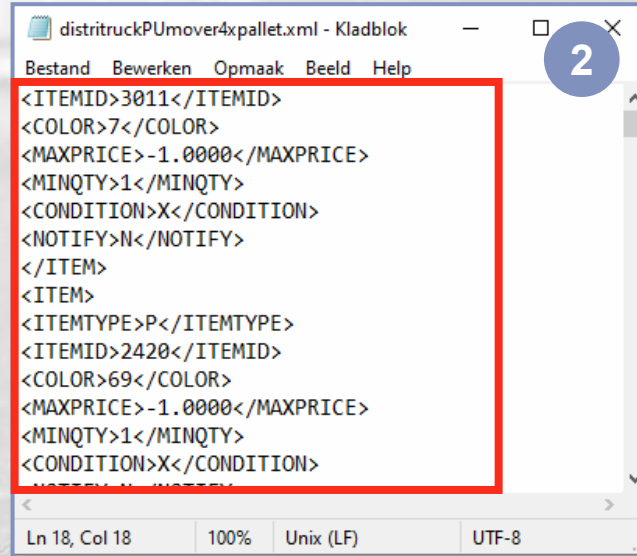 distritruckPUmover4xpallet.xml - Kladblok
2
Bestand Bewerken Opmaak Beeld Help
<ITEMID>3011</ITEMID>
<COLOR>7</COLOR>
<MAXPRICE>-1.0000</MAXPRICE>
<MINQTY>1</MINQTY>
<CONDITION>X</CONDITION>
<NOTIFY>N</NOTIFY>
</ITEM>
<ITEM>
<ITEMTYPE>P</ITEMTYPE>
<ITEMID>2420</ITEMID>
<COLOR>69</COLOR>
<MAXPRICE>-1.0000</MAXPRICE>
<MINQTY>1</MINQTY>
<CONDITION>X</CONDITION>
Ln 18, Col 18 100% Unix (LF) UTF-8